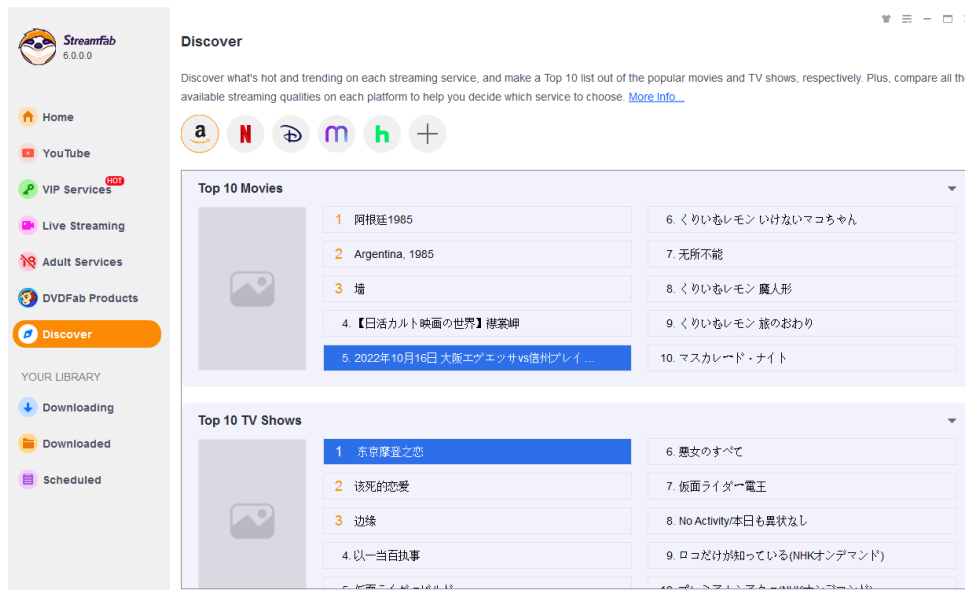 StreamFab
6.0.0.0
Home
YouTube
VIP Services HOT
Live Streaming
Adult Services
DVDFab Products
Discover
YOUR LIBRARY
Downloading
Downloaded
Scheduled
Discover
Discover what's hot and trending on each streaming service, and make a Top 10 list out of the popular movies and TV shows, respectively. Plus, compare all the
available streaming qualities on each platform to help you decide which service to choose. More Info...
Top 10 Movies
1 阿根廷1985
2 Argentina, 1985
3 墙
4.【日活カルト映画の世界】襟裳岬
5. 2022年10月16日 大阪エヴェッサvs信州ブレイ ...
6. くりいむレモン いけないマコちゃん
7. 无所不能
8. くりいむレモン 魔人形
9. くりいむレモン 旅のおわり
10. マスカレード・ナイト
Top 10 TV Shows
1 东京摩登之恋
2 该死的恋爱
3 边缘
4. 以一当百执事
6. 悪女のすべて
7. 仮面ライダー電王
8. No Activity/本日も異状なし
9. ロコだけが知っている(NHKオンデマンド)